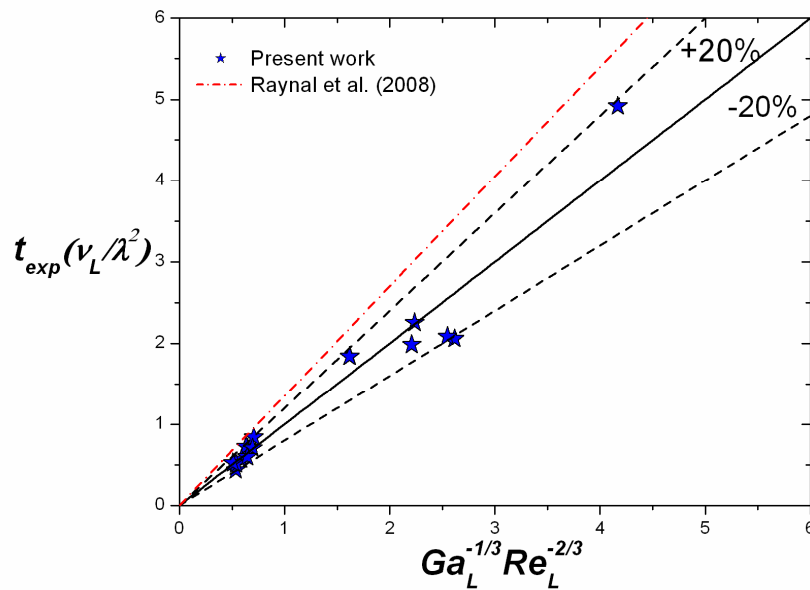 6
5
4
3
2
1
0
Present work
Raynal et al. (2008)
+20%
-20%
t_exp(ν_L/λ^2)
0 1 2 3 4 5 6
Ga_L^-1/3 Re_L^-2/3